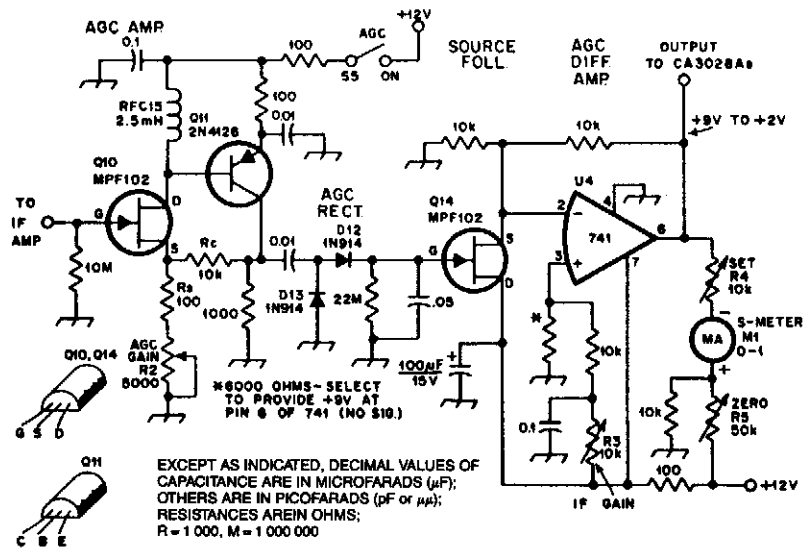 AGC AMP
0.1
RFC15
2.5mH
Q11
2N4126
100
AGC
S5
ON
+12V
100
0.01
Q10
MPF102
TO
IF
AMP
G
D
S
10M
Rs
100
Rc
10k
1000
AGC
GAIN
R2
5000
0.01
AGC
RECT.
D12
1N914
D13
1N914
22M
.05
SOURCE
FOLL.
AGC
DIFF.
AMP.
OUTPUT
TO CA3028As
+9V TO +2V
10k
10k
Q14
MPF102
G
S
D
U4
741
2
3
4
6
7
−
+
*
10k
0.1
R3
10k
IF GAIN
+
100µF
15V
SET
R4
10k
−
MA
+
S-METER
M1
0-1
10k
ZERO
R5
50k
100
+12V
*6000 OHMS-SELECT
TO PROVIDE +9V AT
PIN 6 OF 741 (NO SIG.)
Q10, Q14
G S D
Q11
C B E
EXCEPT AS INDICATED, DECIMAL VALUES OF
CAPACITANCE ARE IN MICROFARADS (µF);
OTHERS ARE IN PICOFARADS (pF or µµ);
RESISTANCES AREIN OHMS;
R=1 000, M=1 000 000